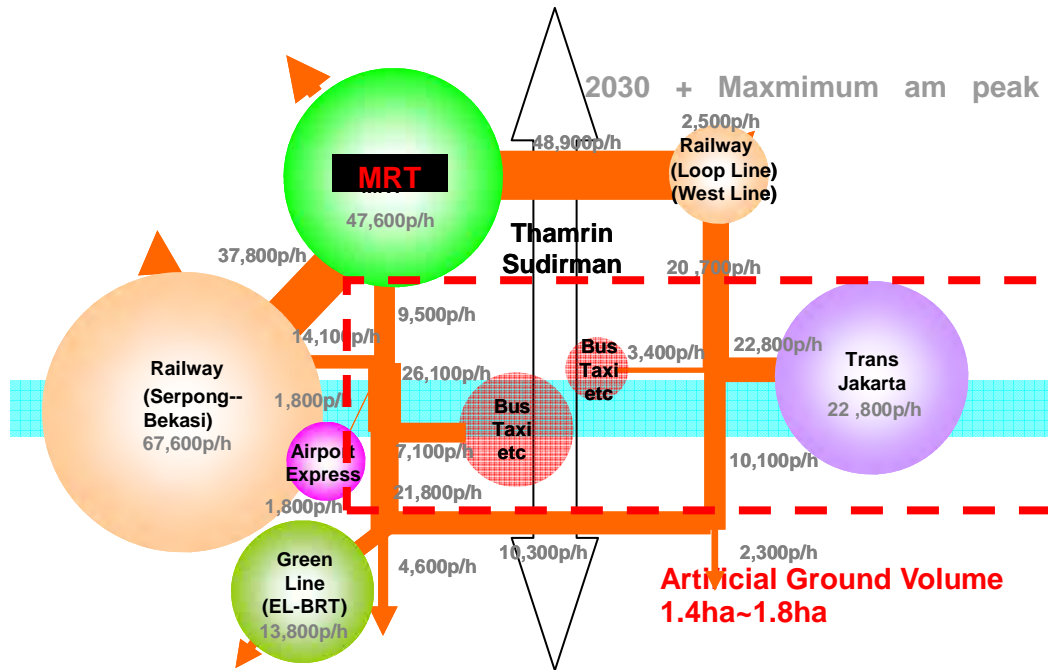 2030 + Maxmimum am peak
2,500p/h
48,900p/h
Railway
(Loop Line)
(West Line)
MRT
47,600p/h
Thamrin
Sudirman
37,800p/h
20 ,700p/h
9,500p/h
14,100p/h
Railway
(Serpong--
Bekasi)
67,600p/h
26,100p/h
1,800p/h
Bus
Taxi
etc
3,400p/h
22,800p/h
Trans
Jakarta
22 ,800p/h
Bus
Taxi
etc
Airport
Express
7,100p/h
10,100p/h
21,800p/h
1,800p/h
Green
Line
(EL-BRT)
13,800p/h
4,600p/h
10,300p/h
2,300p/h
Artificial Ground Volume
1.4ha~1.8ha